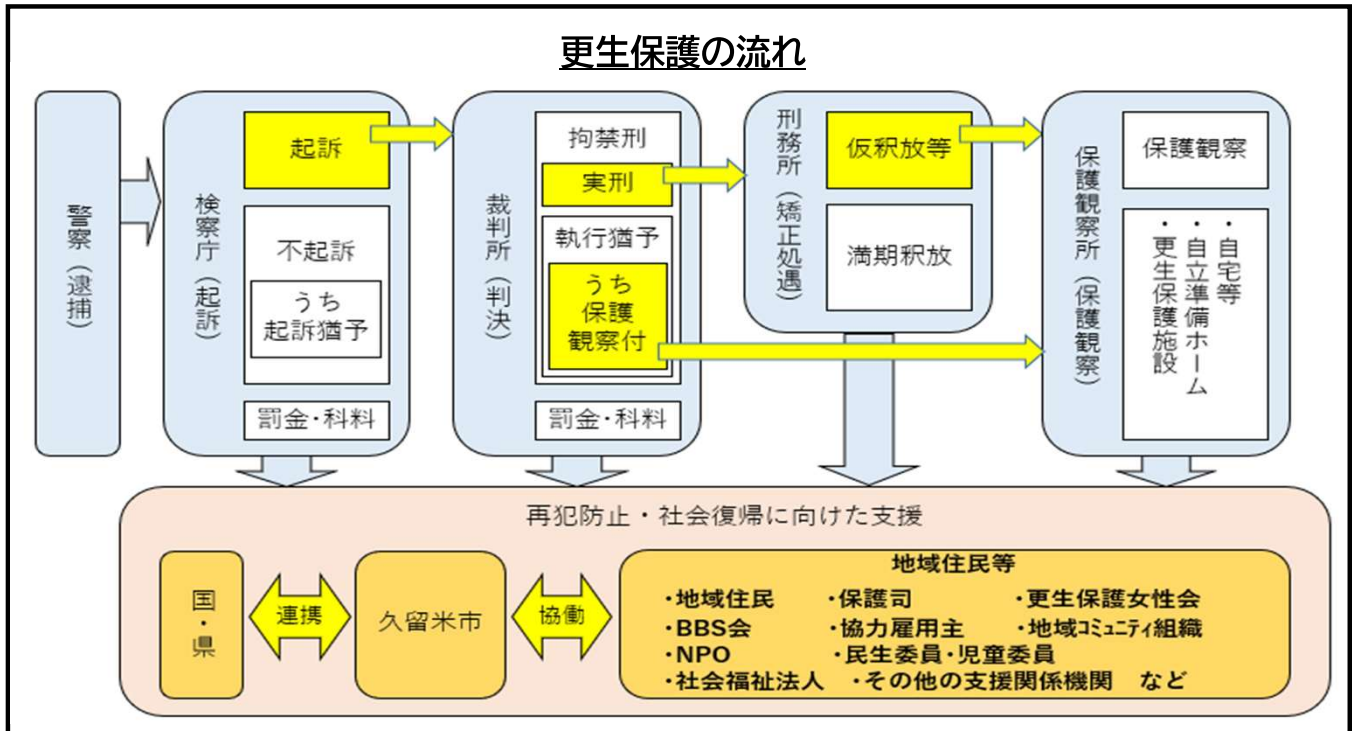 更生保護の流れ
警察（逮捕）
検察庁（起訴）
起訴
不起訴
うち
起訴猶予
罰金・科料
裁判所（判決）
拘禁刑
実刑
執行猶予
うち
保護
観察付
罰金・科料
刑務所（矯正処遇）
仮釈放等
満期釈放
保護観察所（保護観察）
保護観察
・自宅等
・自立準備ホーム
・更生保護施設
再犯防止・社会復帰に向けた支援
国・県
連携
久留米市
協働
地域住民等
・地域住民 ・保護司 ・更生保護女性会
・BBS会 ・協力雇用主 ・地域コミュニティ組織
・NPO ・民生委員・児童委員
・社会福祉法人 ・その他の支援関係機関 など